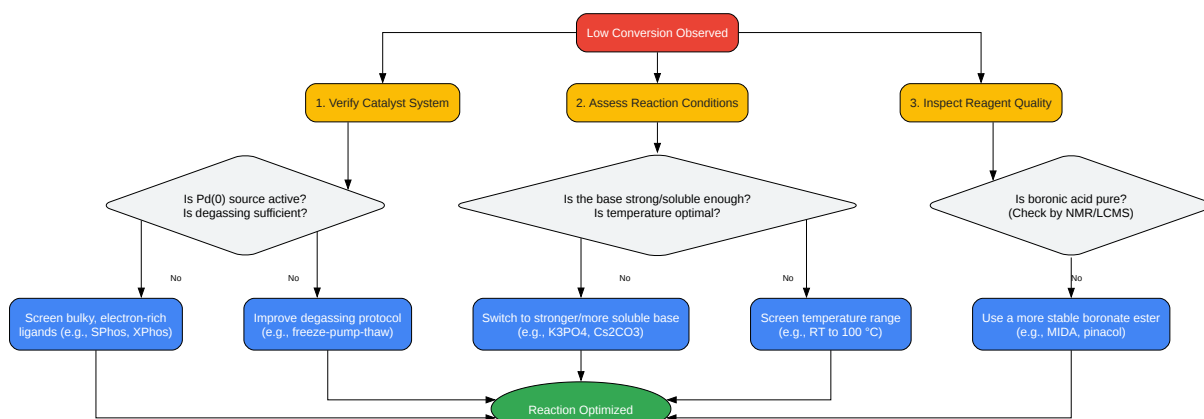 Low Conversion Observed
1. Verify Catalyst System
2. Assess Reaction Conditions
3. Inspect Reagent Quality
Is Pd(0) source active?
Is degassing sufficient?
Is the base strong/soluble enough?
Is temperature optimal?
Is boronic acid pure?
(Check by NMR/LCMS)
No
No
No
No
No
Screen bulky, electron-rich
ligands (e.g., SPhos, XPhos)
Improve degassing protocol
(e.g., freeze-pump-thaw)
Switch to stronger/more soluble base
(e.g., K3PO4, Cs2CO3)
Screen temperature range
(e.g., RT to 100 °C)
Use a more stable boronate ester
(e.g., MIDA, pinacol)
Reaction Optimized